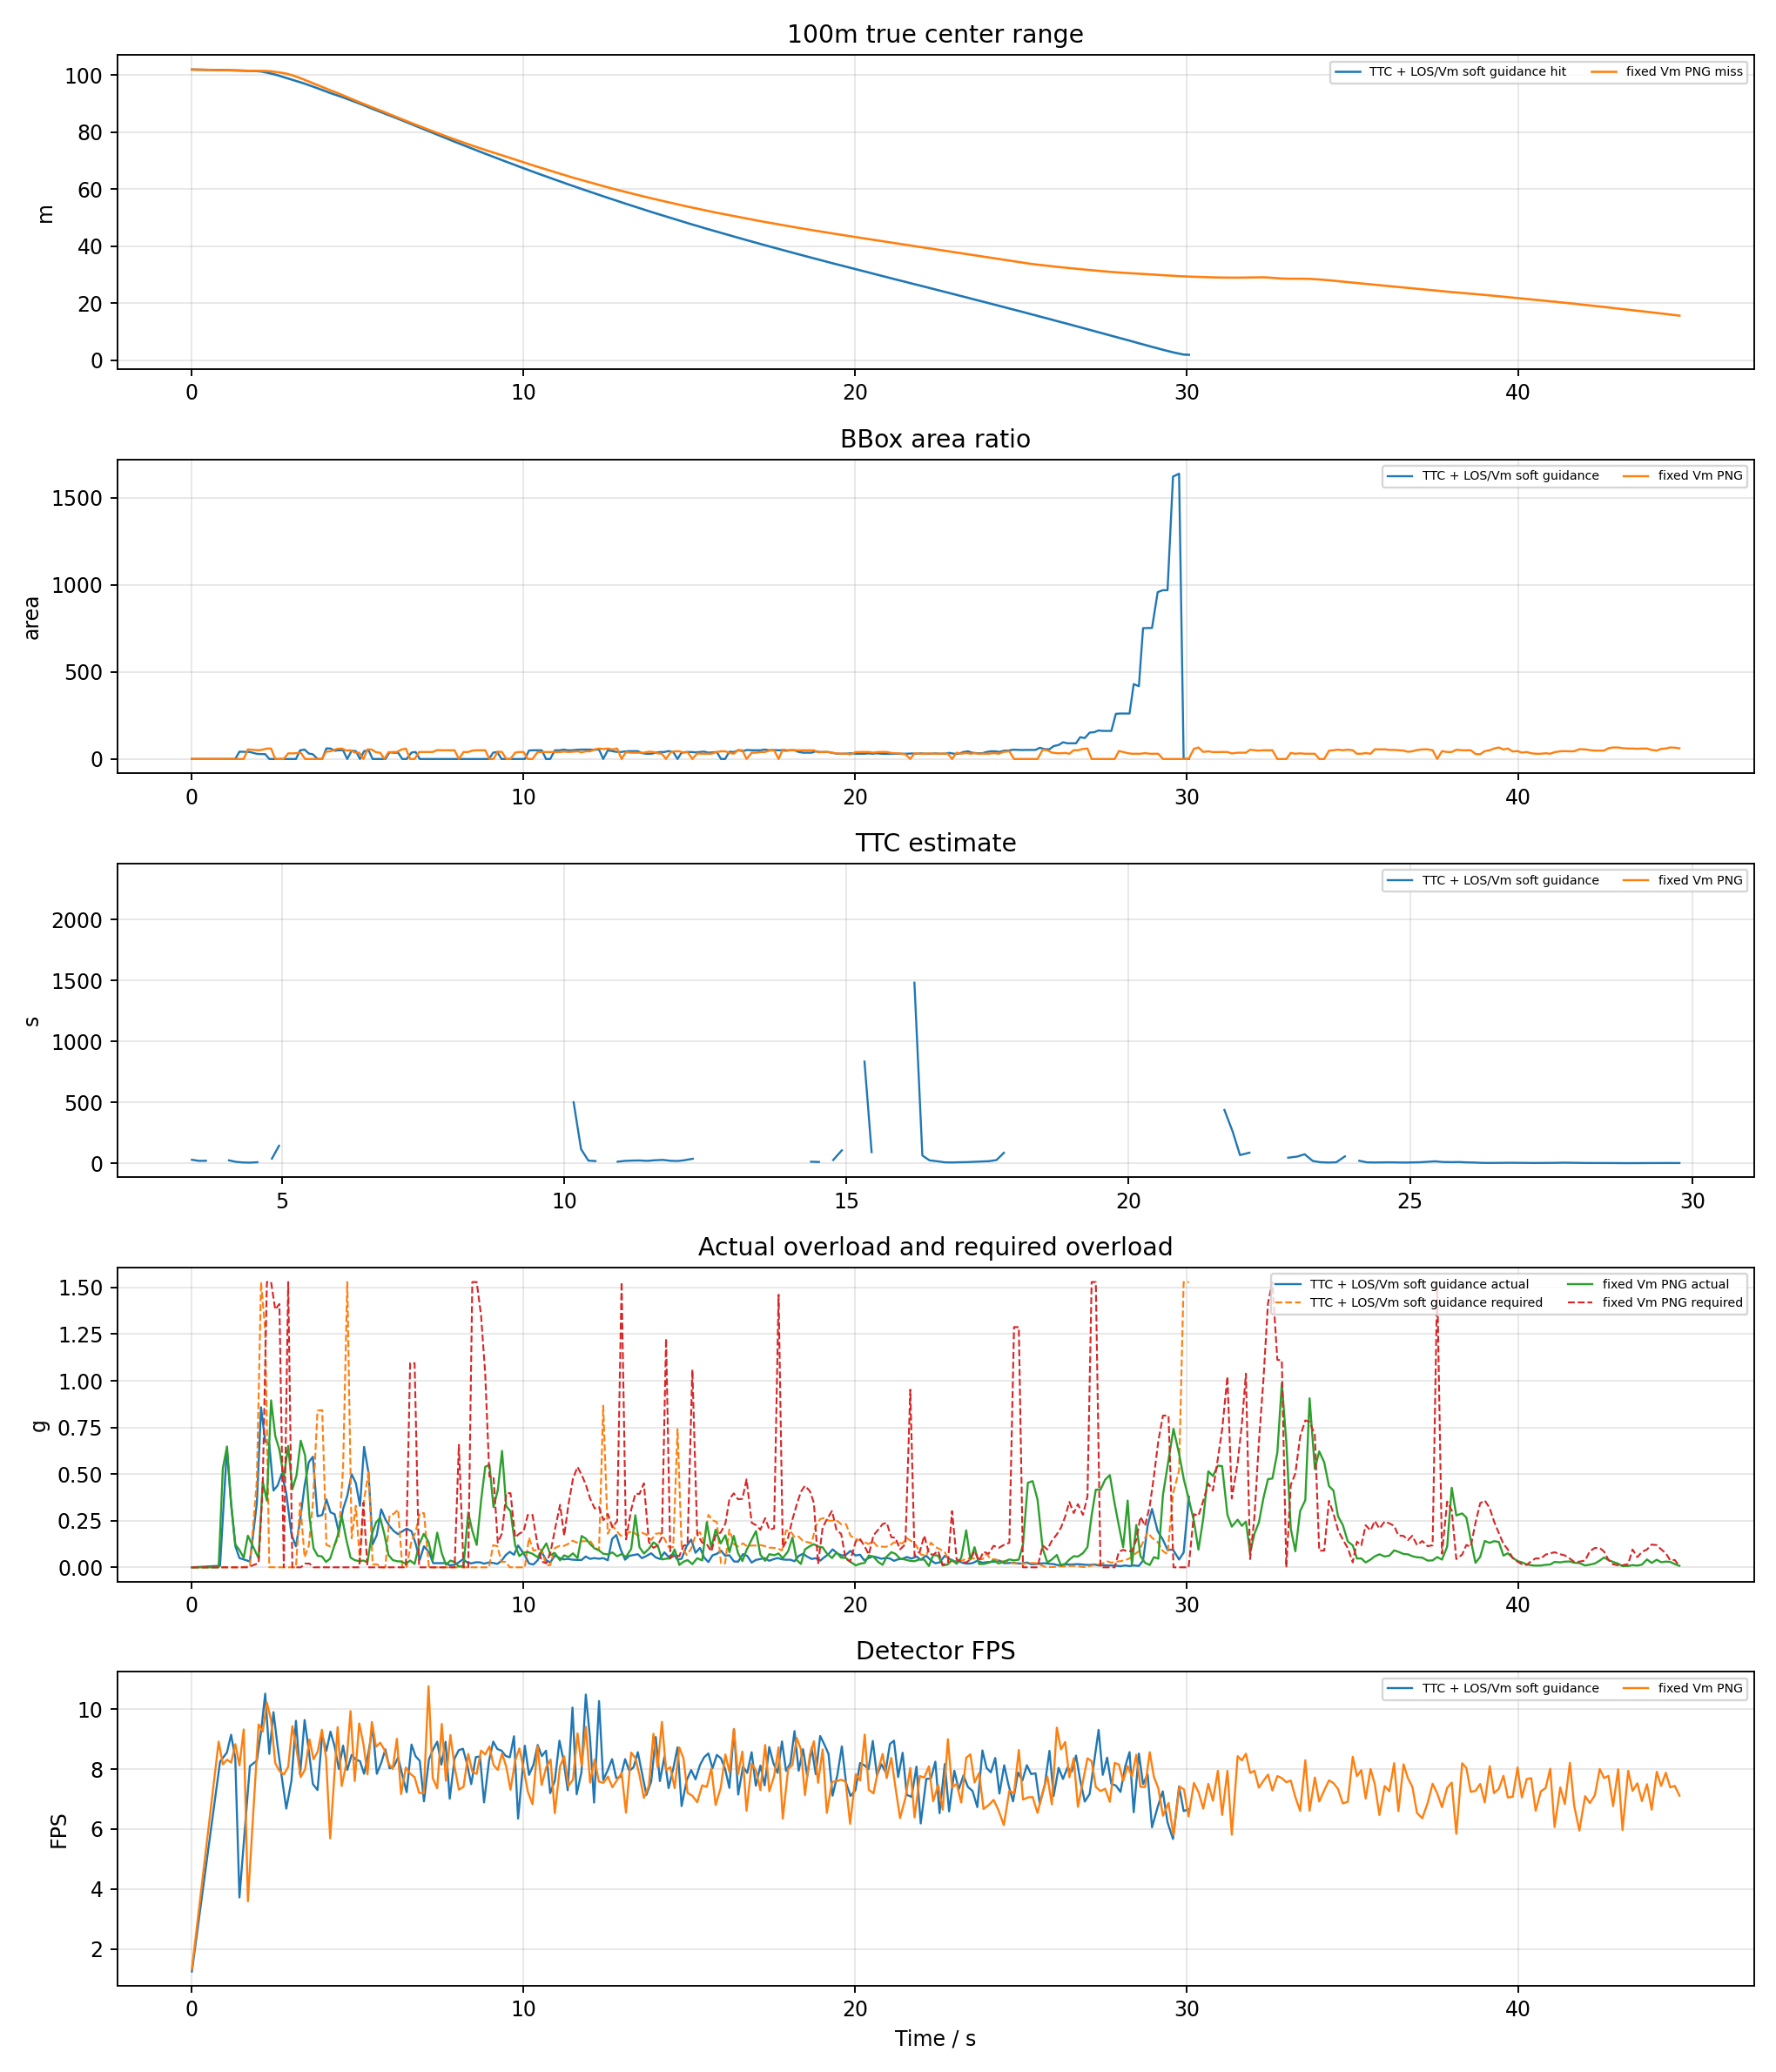 100m true center range
TTC + LOS/Vm soft guidance hit fixed Vm PNG miss
100
80
60
40
20
0
m
0 10 20 30 40
BBox area ratio
TTC + LOS/Vm soft guidance fixed Vm PNG
1500
1000
500
0
area
0 10 20 30 40
TTC estimate
TTC + LOS/Vm soft guidance fixed Vm PNG
2000
1500
1000
500
0
s
5 10 15 20 25 30
Actual overload and required overload
TTC + LOS/Vm soft guidance actual fixed Vm PNG actual
TTC + LOS/Vm soft guidance required fixed Vm PNG required
1.50
1.25
1.00
0.75
0.50
0.25
0.00
g
0 10 20 30 40
Detector FPS
TTC + LOS/Vm soft guidance fixed Vm PNG
10
8
6
4
2
FPS
0 10 20 30 40
Time / s